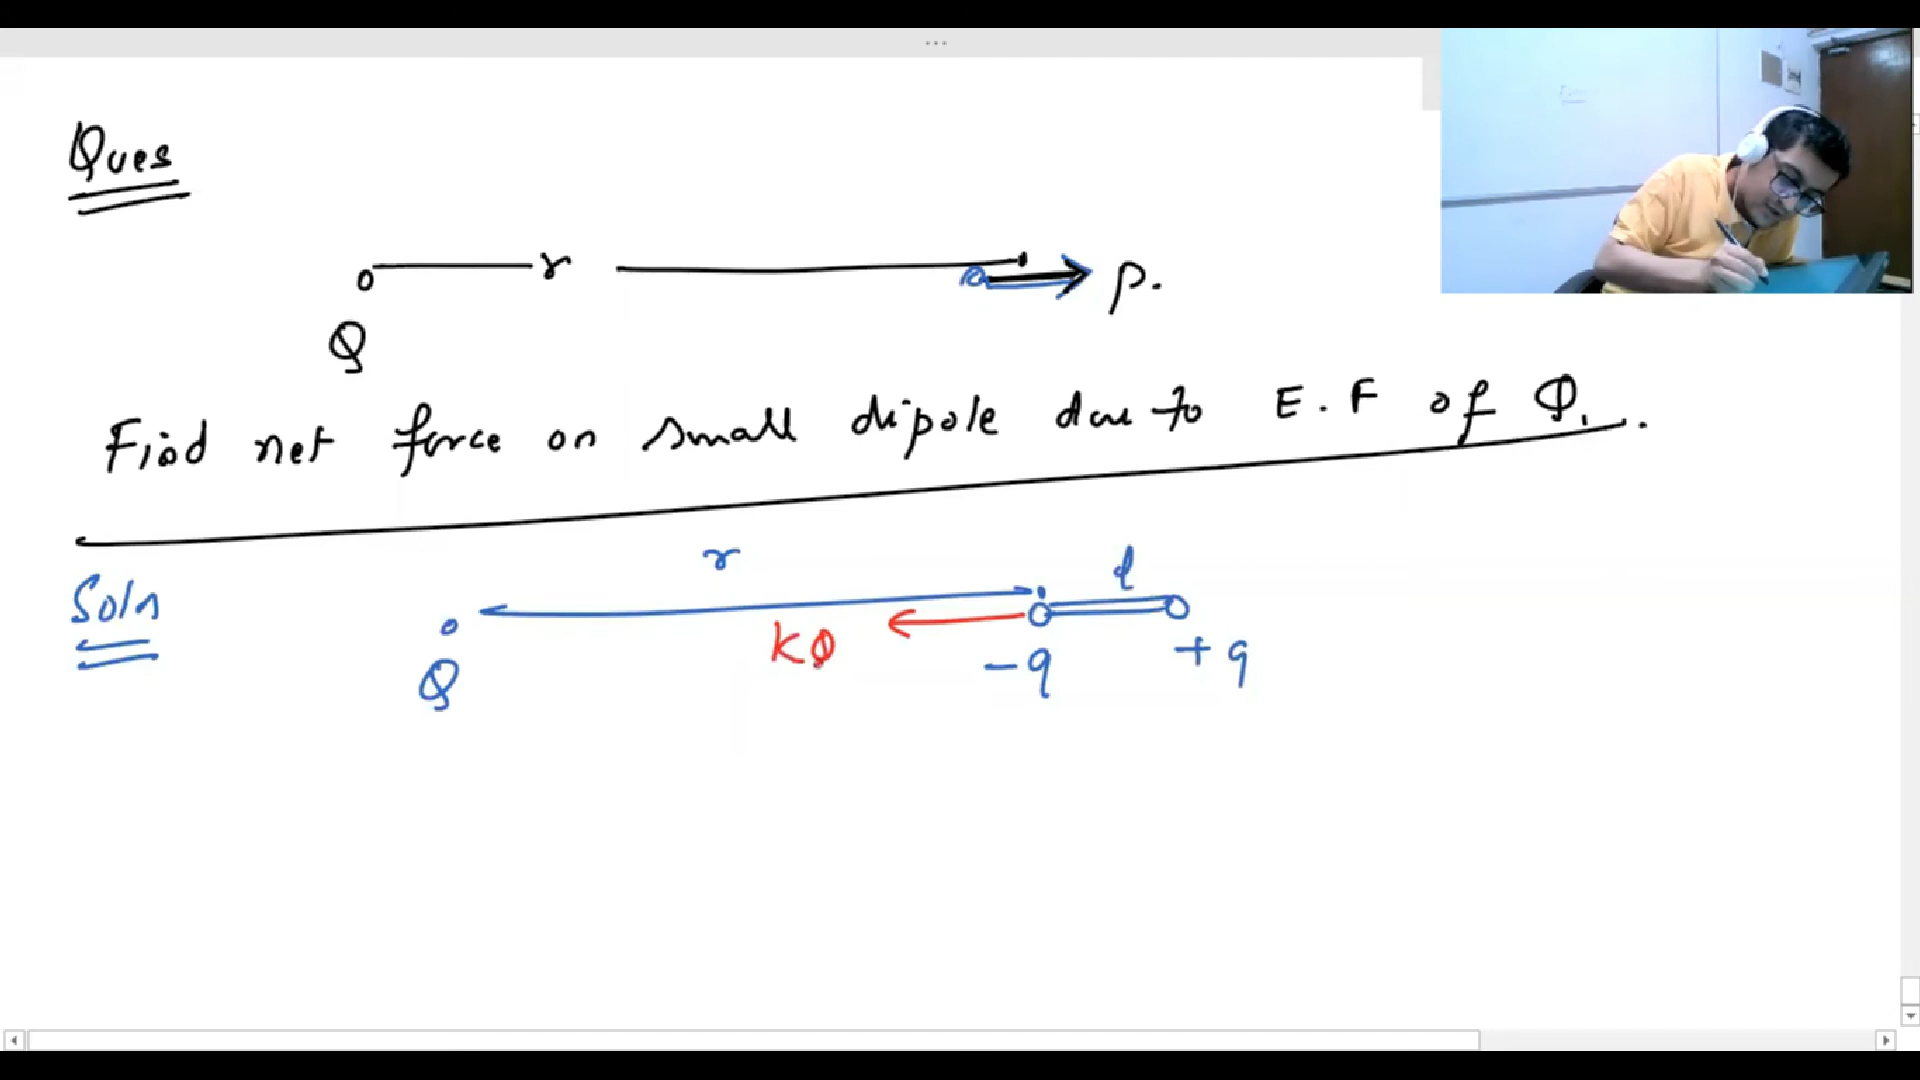 Ques
r
p.
Q
Find net force on small dipole due to E.F of Q.
Soln
r
l
Q
KQ
-q
+q